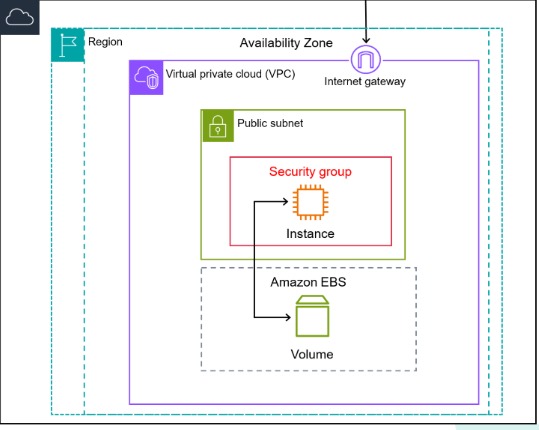 Region
Availability Zone
Virtual private cloud (VPC)
Internet gateway
Public subnet
Security group
Instance
Amazon EBS
Volume